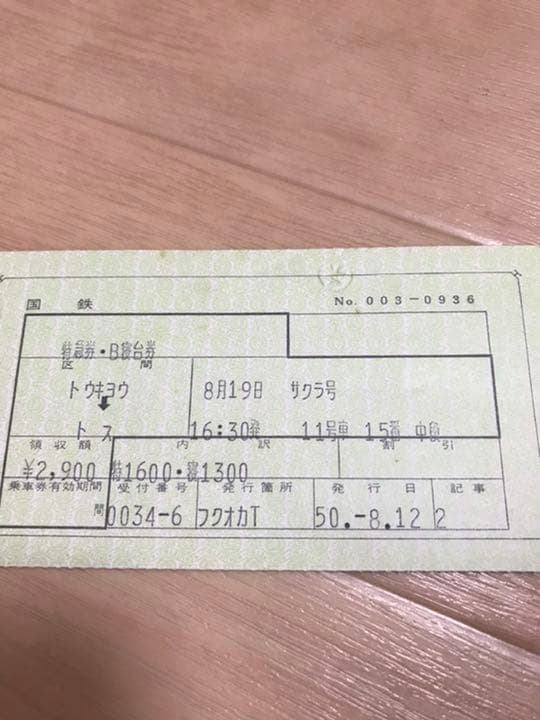 国鉄 No. 003-0936
特急券・B寝台券
区間
トウキヨウ 8月19日 サクラ号
トス 16:30発 11号車 15番 中段
領収額 内訳 割引
¥2,900 特1600・寝1300
乗車券有効期間 受付番号 発行箇所 発行日 記事
間 0034-6 フクオカT 50.-8.12 2